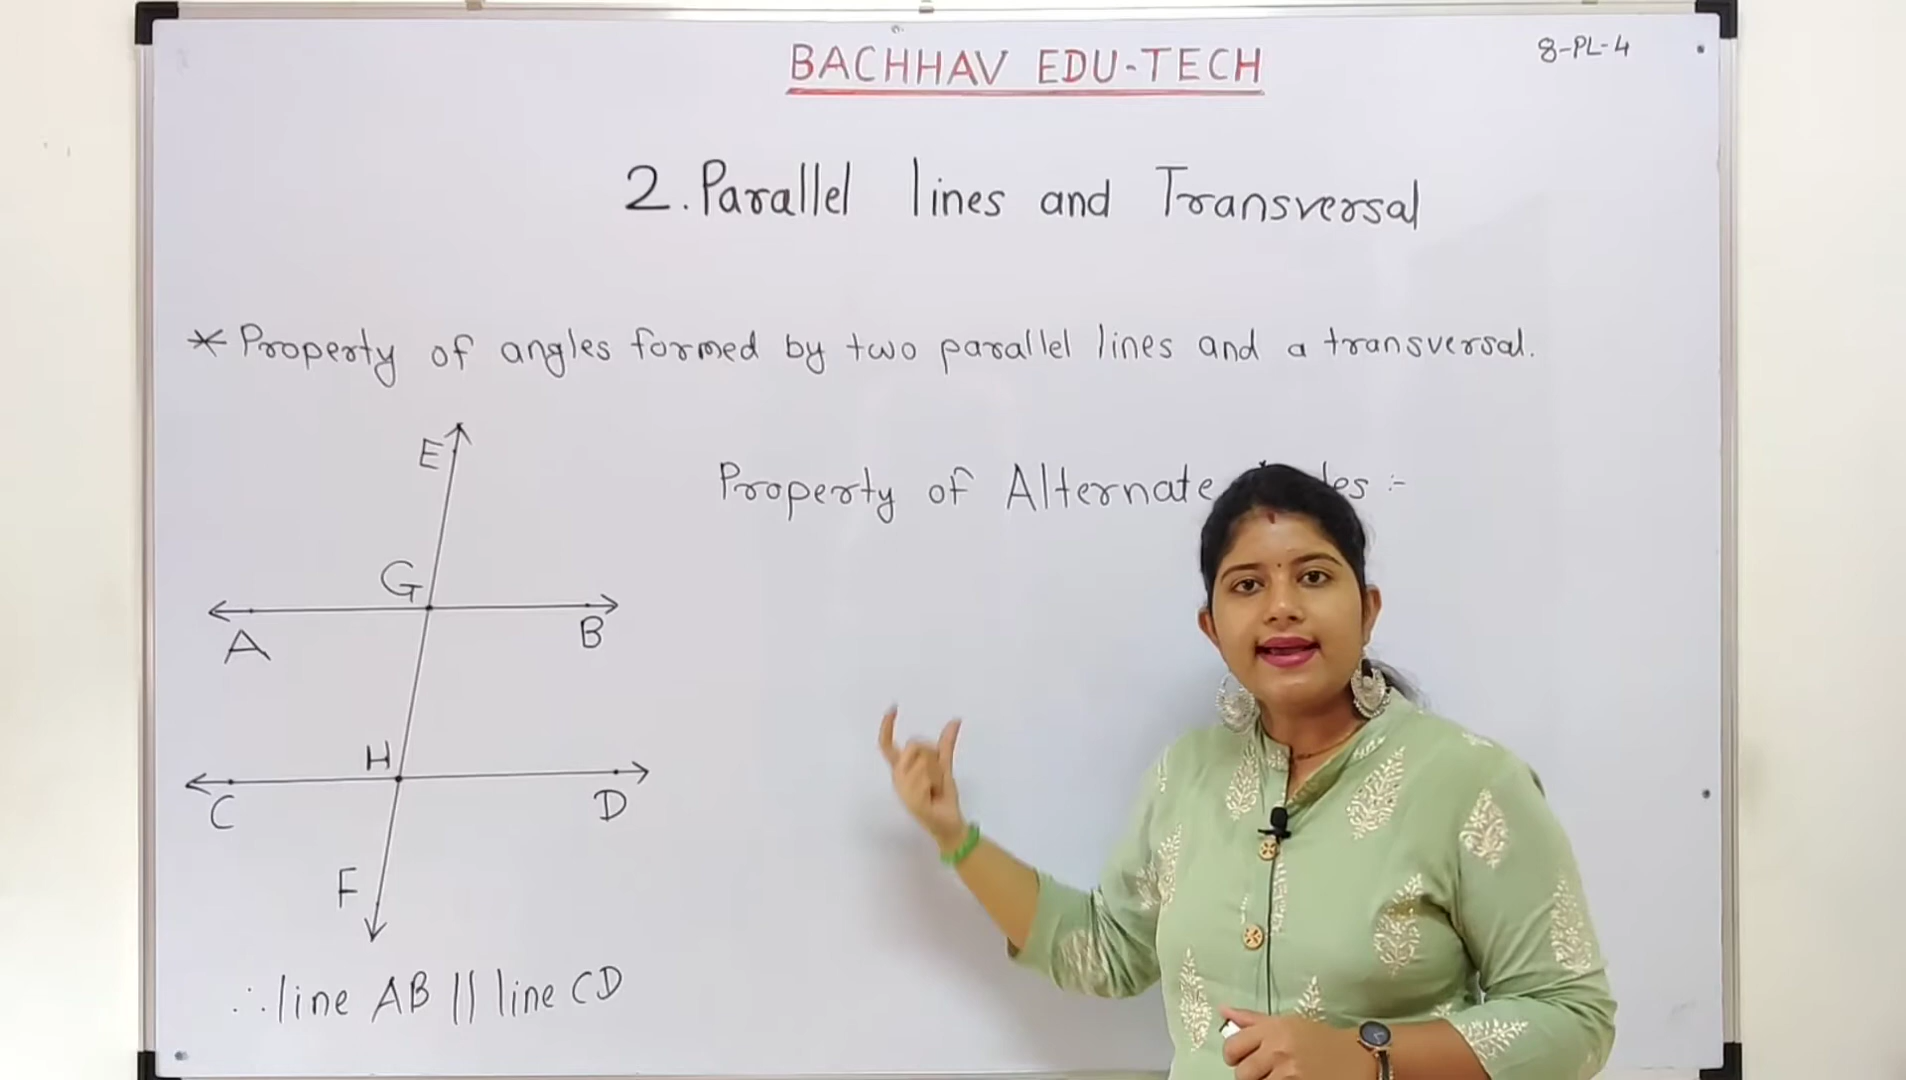 BACHHAV EDU-TECH
8-PL-4
2. Parallel lines and Transversal
* Property of angles formed by two parallel lines and a transversal.
E
Property of Alternate :-
G
A
B
H
C
D
F
∴ line AB || line CD